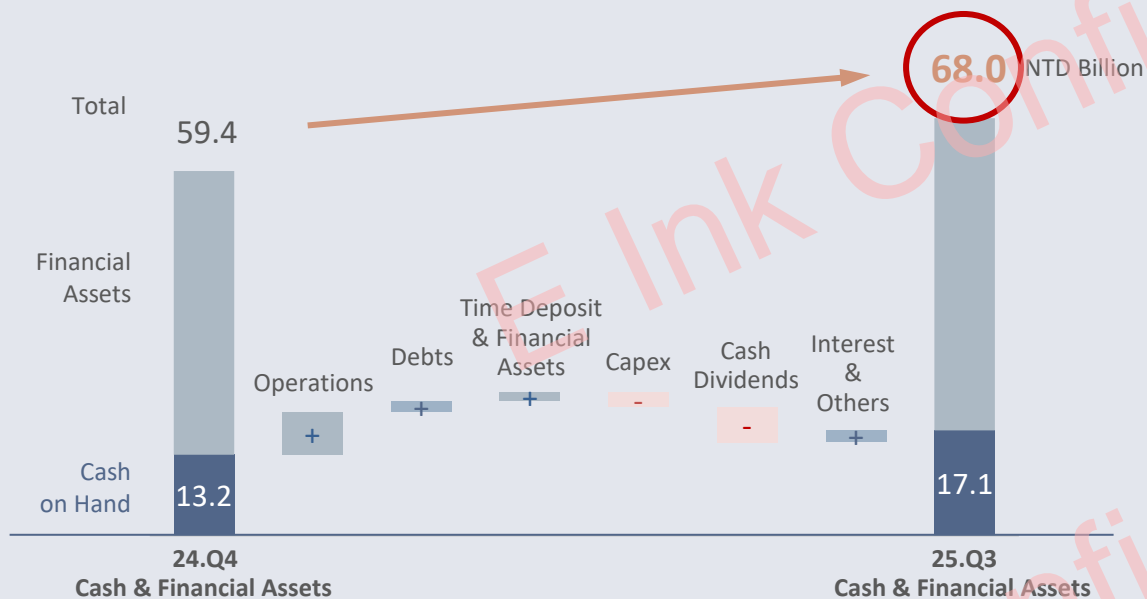 68.0 NTD Billion
Total
59.4
Financial
Assets
Operations
+
Debts
+
Time Deposit
& Financial
Assets
+
Capex
-
Cash
Dividends
-
Interest
&
Others
+
Cash
on Hand
13.2
17.1
24.Q4
Cash & Financial Assets
25.Q3
Cash & Financial Assets
E Ink Confi
nfi